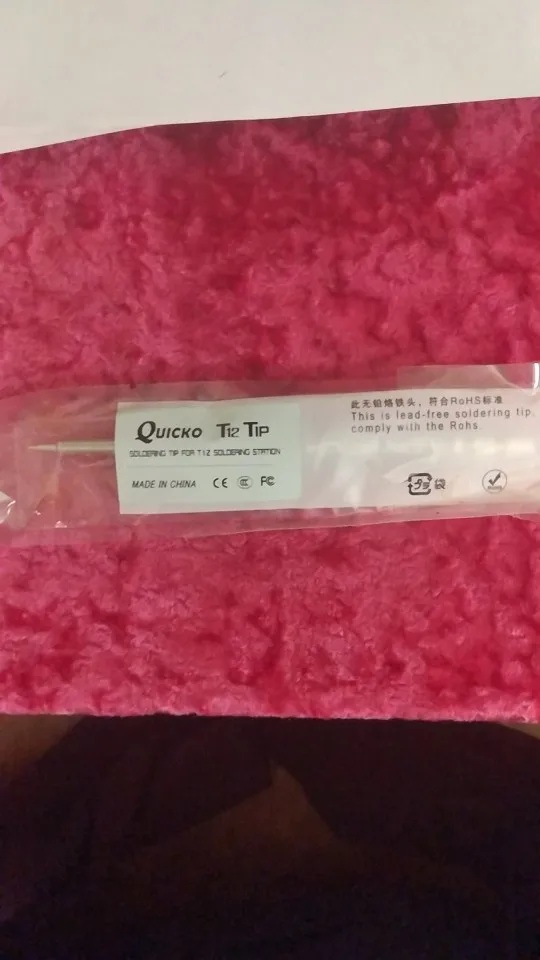 QUICKO T12 TIP
SOLDERING TIP FOR T12 SOLDERING STATION
MADE IN CHINA CE CCC FC
此无铅烙铁头，符合RoHS标准
This is lead-free soldering tip.
comply with the Rohs.
袋